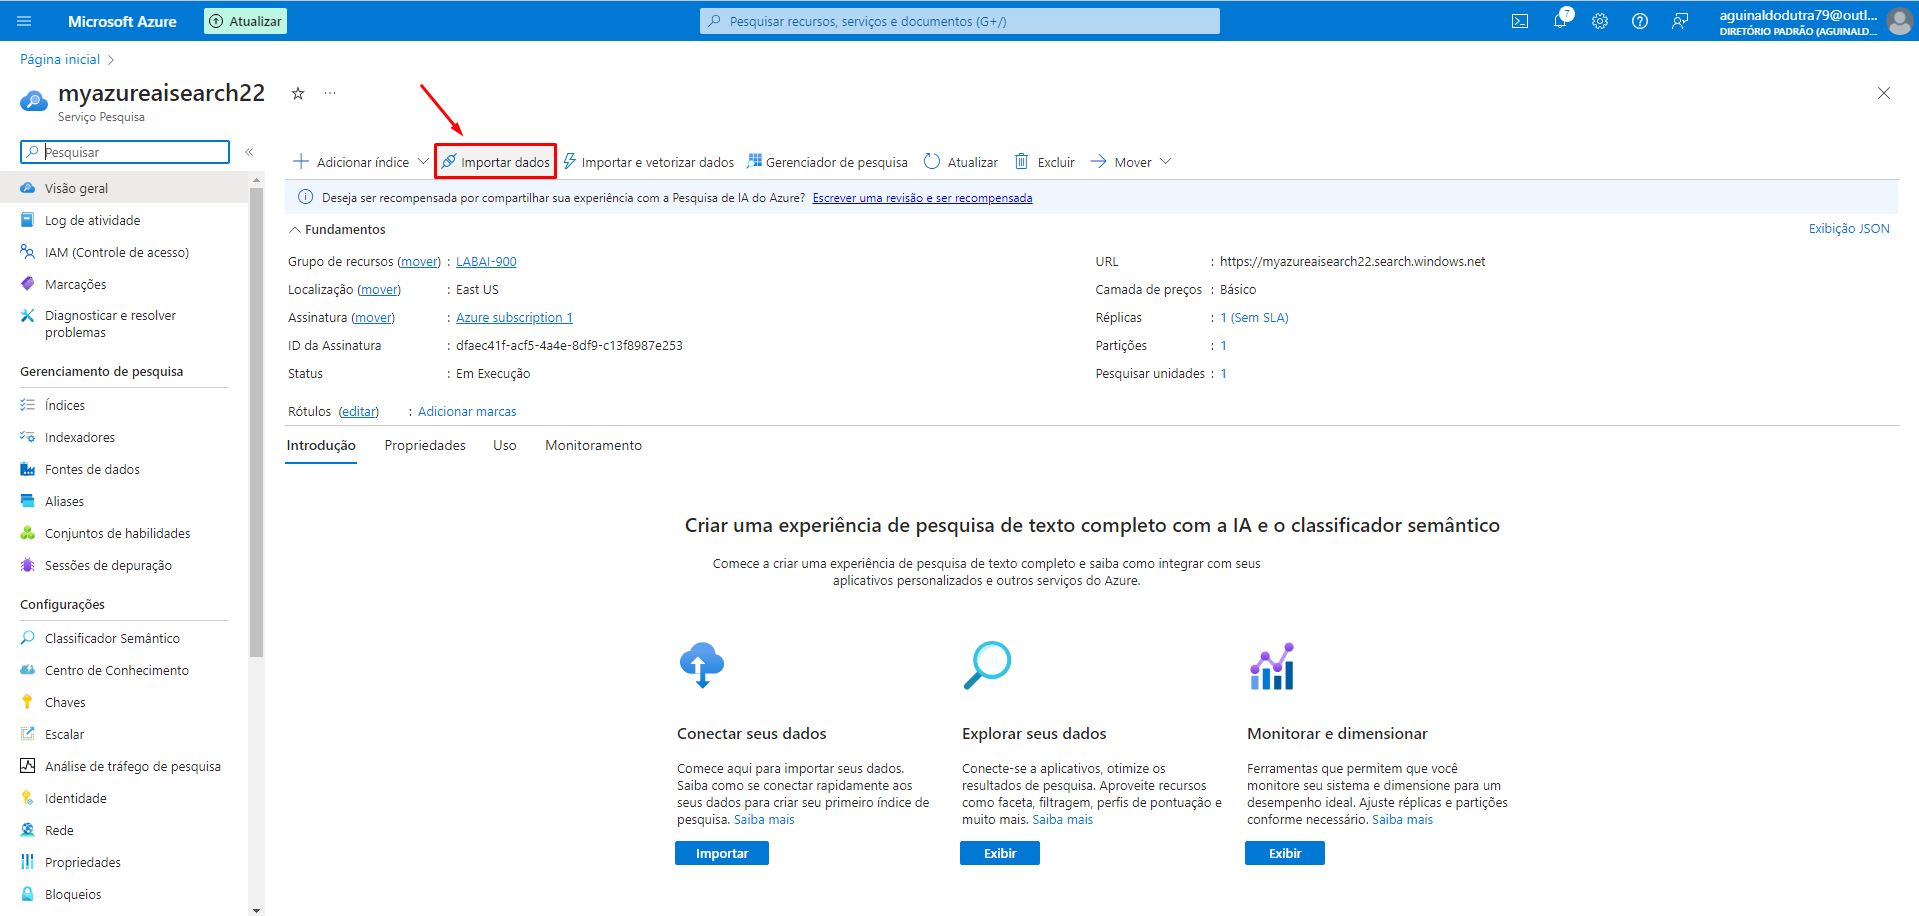 Microsoft Azure
Atualizar
Pesquisar recursos, serviços e documentos (G+/)
7
aguinaldodutra79@outl...
DIRETÓRIO PADRÃO (AGUINALD...
Página inicial
myazureaisearch22
Serviço Pesquisa
Pesquisar
Adicionar índice
Importar dados
Importar e vetorizar dados
Gerenciador de pesquisa
Atualizar
Excluir
Mover
Visão geral
Log de atividade
IAM (Controle de acesso)
Marcações
Diagnosticar e resolver
problemas
Gerenciamento de pesquisa
Índices
Indexadores
Fontes de dados
Aliases
Conjuntos de habilidades
Sessões de depuração
Configurações
Classificador Semântico
Centro de Conhecimento
Chaves
Escalar
Análise de tráfego de pesquisa
Identidade
Rede
Propriedades
Bloqueios
Deseja ser recompensada por compartilhar sua experiência com a Pesquisa de IA do Azure? Escrever uma revisão e ser recompensada
Fundamentos
Exibição JSON
Grupo de recursos (mover) : LABAI-900
Localização (mover) : East US
Assinatura (mover) : Azure subscription 1
ID da Assinatura : dfaec41f-acf5-4a4e-8df9-c13f8987e253
Status : Em Execução
URL : https://myazureaisearch22.search.windows.net
Camada de preços : Básico
Réplicas : 1 (Sem SLA)
Partições : 1
Pesquisar unidades : 1
Rótulos (editar) : Adicionar marcas
Introdução
Propriedades
Uso
Monitoramento
Criar uma experiência de pesquisa de texto completo com a IA e o classificador semântico
Comece a criar uma experiência de pesquisa de texto completo e saiba como integrar com seus
aplicativos personalizados e outros serviços do Azure.
Conectar seus dados
Comece aqui para importar seus dados.
Saiba como se conectar rapidamente aos
seus dados para criar seu primeiro índice de
pesquisa. Saiba mais
Importar
Explorar seus dados
Conecte-se a aplicativos, otimize os
resultados de pesquisa. Aproveite recursos
como faceta, filtragem, perfis de pontuação e
muito mais. Saiba mais
Exibir
Monitorar e dimensionar
Ferramentas que permitem que você
monitore seu sistema e dimensione para um
desempenho ideal. Ajuste réplicas e partições
conforme necessário. Saiba mais
Exibir